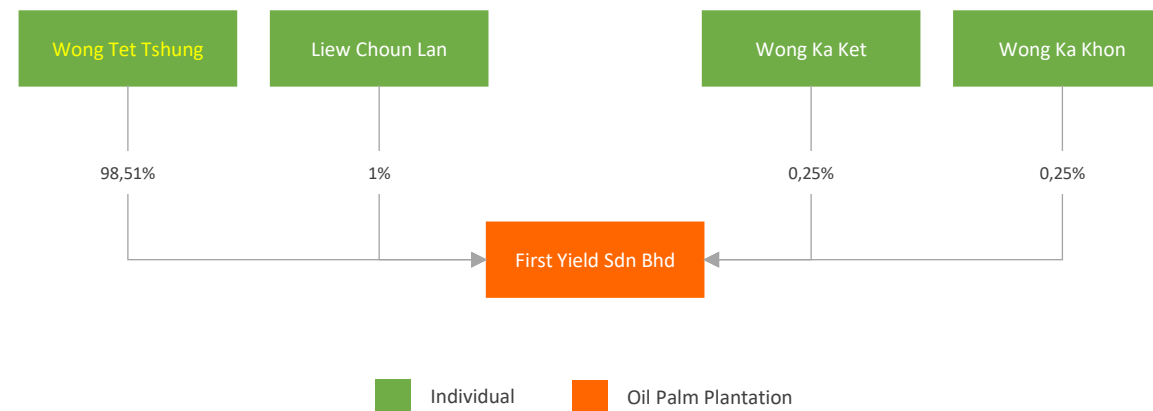 Wong Tet Tshung
Liew Choun Lan
Wong Ka Ket
Wong Ka Khon
98,51%
1%
0,25%
0,25%
First Yield Sdn Bhd
Individual
Oil Palm Plantation